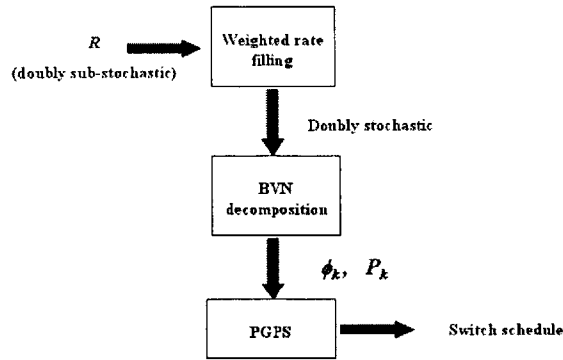 R
(doubly sub-stochastic)
Weighted rate
filling
Doubly stochastic
BVN
decomposition
ϕk, Pk
PGPS
Switch schedule